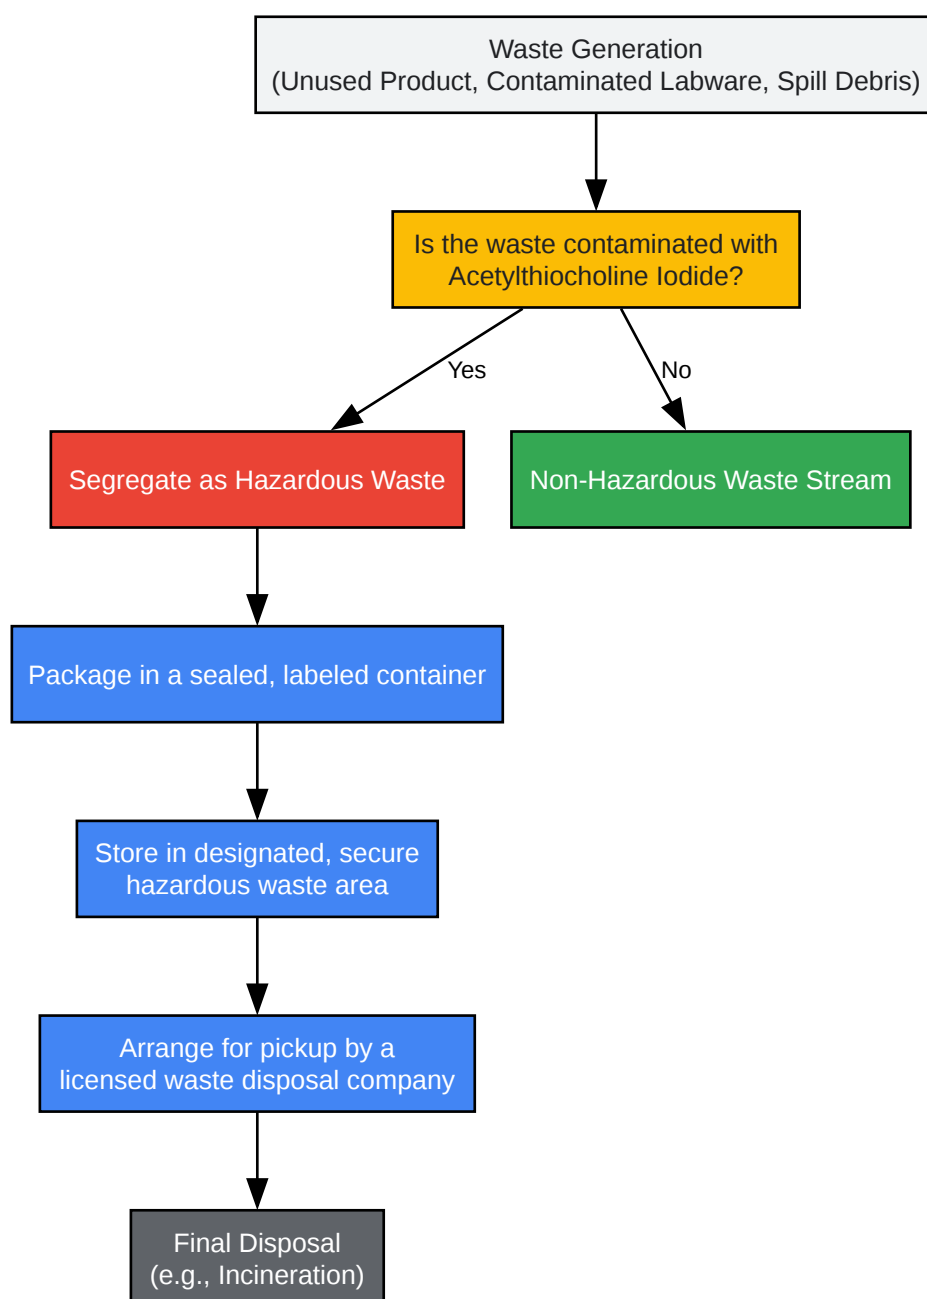 Waste Generation
(Unused Product, Contaminated Labware, Spill Debris)
Is the waste contaminated with
Acetylthiocholine Iodide?
Yes
No
Segregate as Hazardous Waste
Non-Hazardous Waste Stream
Package in a sealed, labeled container
Store in designated, secure
hazardous waste area
Arrange for pickup by a
licensed waste disposal company
Final Disposal
(e.g., Incineration)